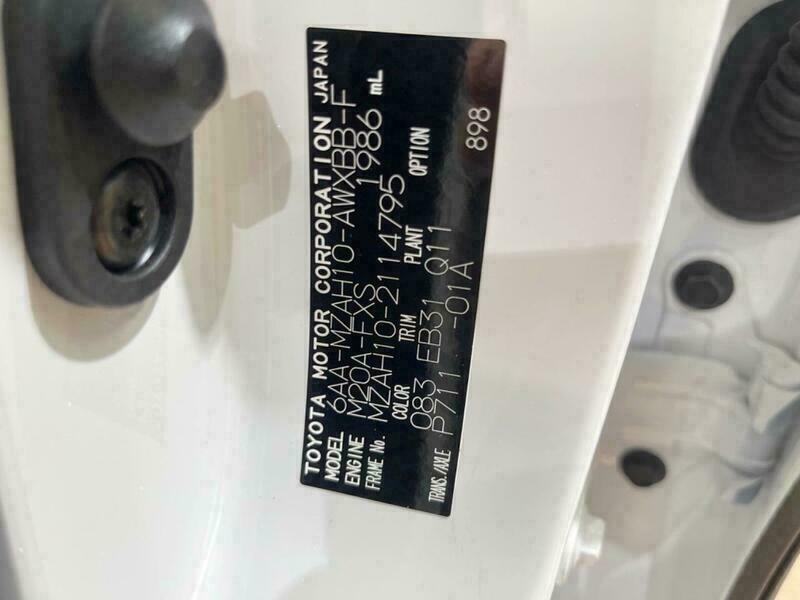 TOYOTA MOTOR CORPORATION JAPAN
MODEL 6AA-MZAH10-AWXBB-F
ENGINE M20A-FXS 1986 mL
FRAME No. MZAH10-2114795
COLOR TRIM PLANT OPTION
083 EB31 Q11
TRANS./AXLE P711 -01A 898